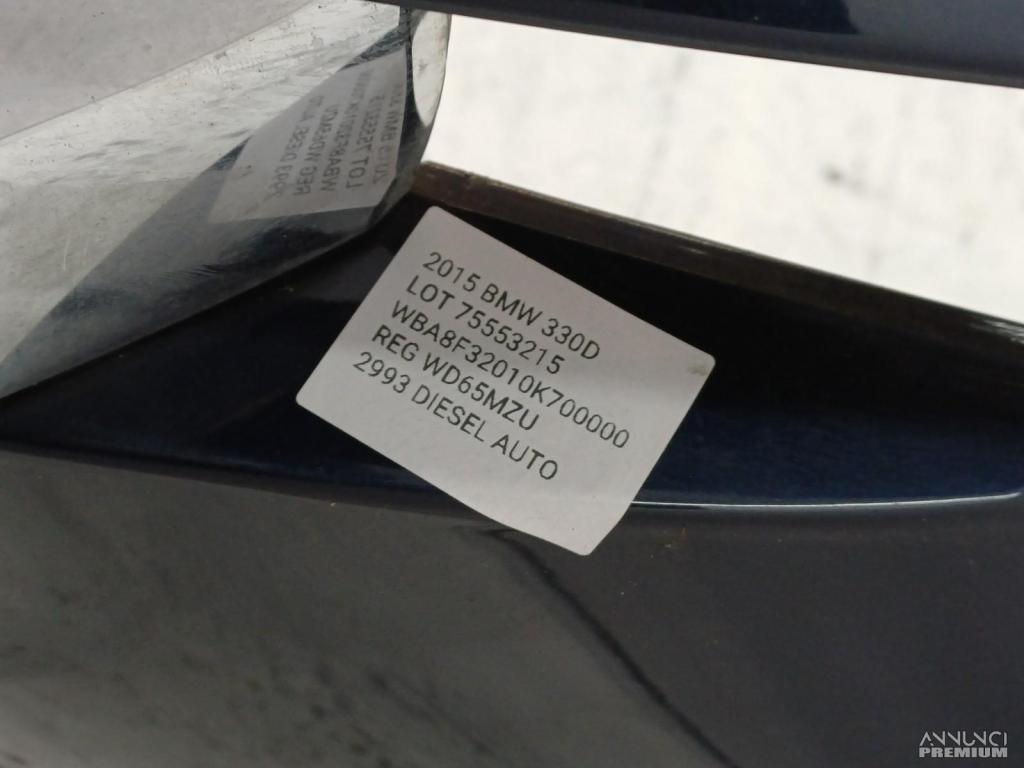 2015 BMW 330D
LOT 75553215
WBA8F32010K700000
REG WD65MZU
2993 DIESEL AUTO
ANNUNCI
PREMIUM